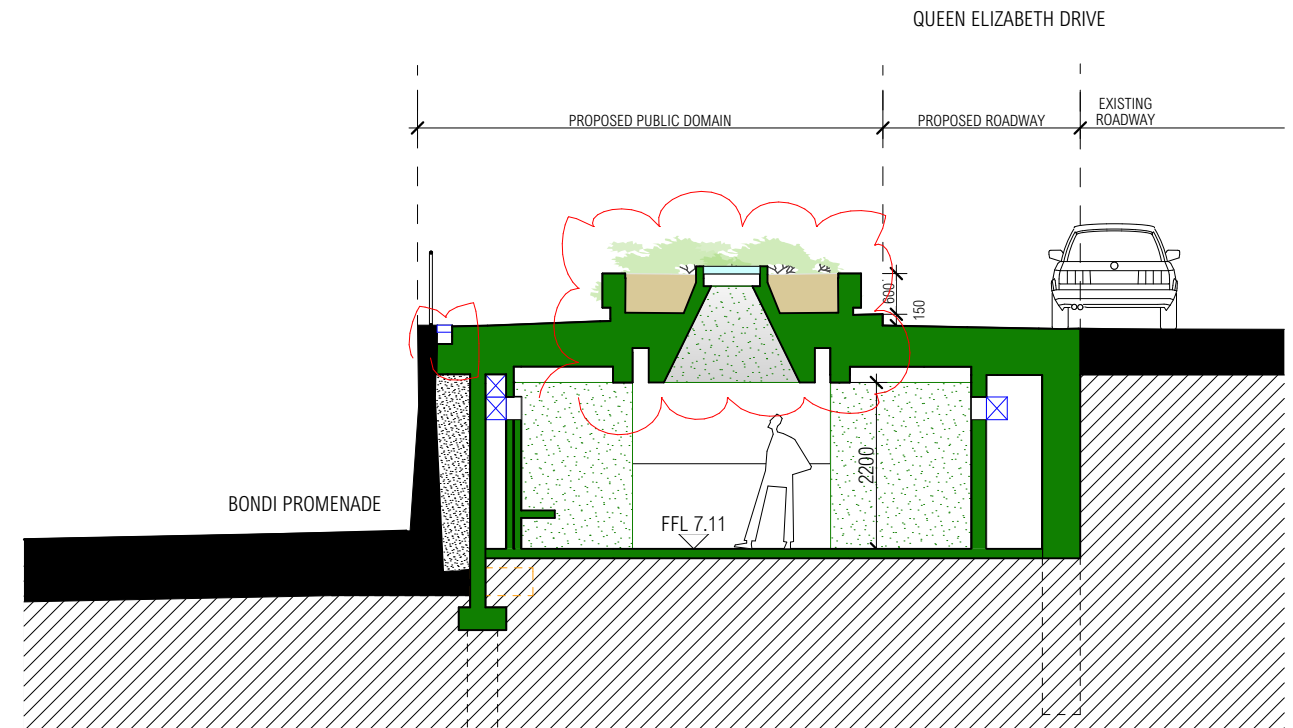 QUEEN ELIZABETH DRIVE
PROPOSED PUBLIC DOMAIN
PROPOSED ROADWAY
EXISTING
ROADWAY
600
150
2200
BONDI PROMENADE
FFL 7.11